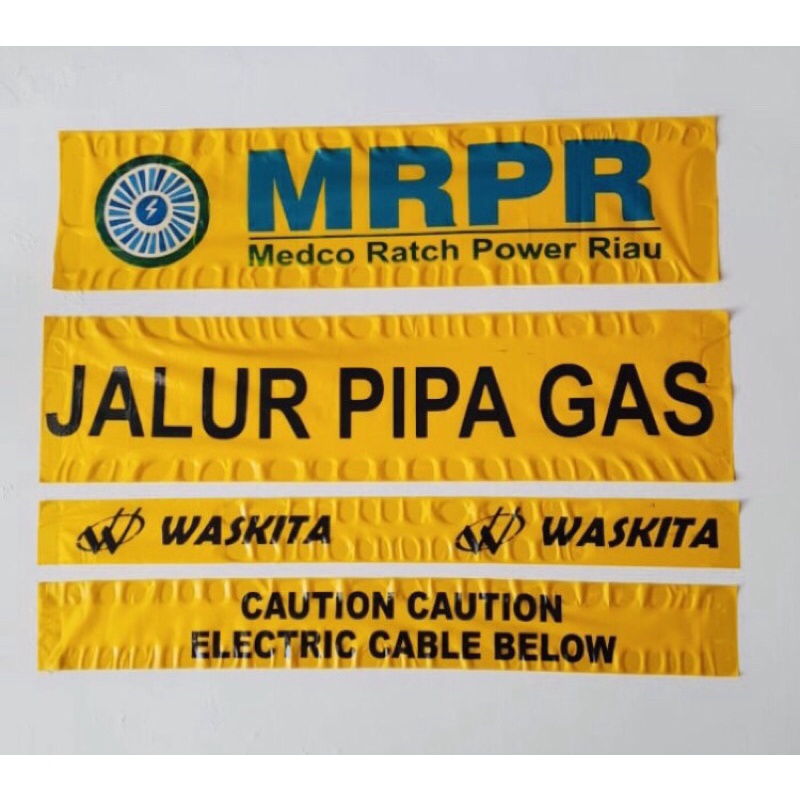 MRPR
Medco Ratch Power Riau
JALUR PIPA GAS
WASKITA WASKITA
CAUTION CAUTION
ELECTRIC CABLE BELOW